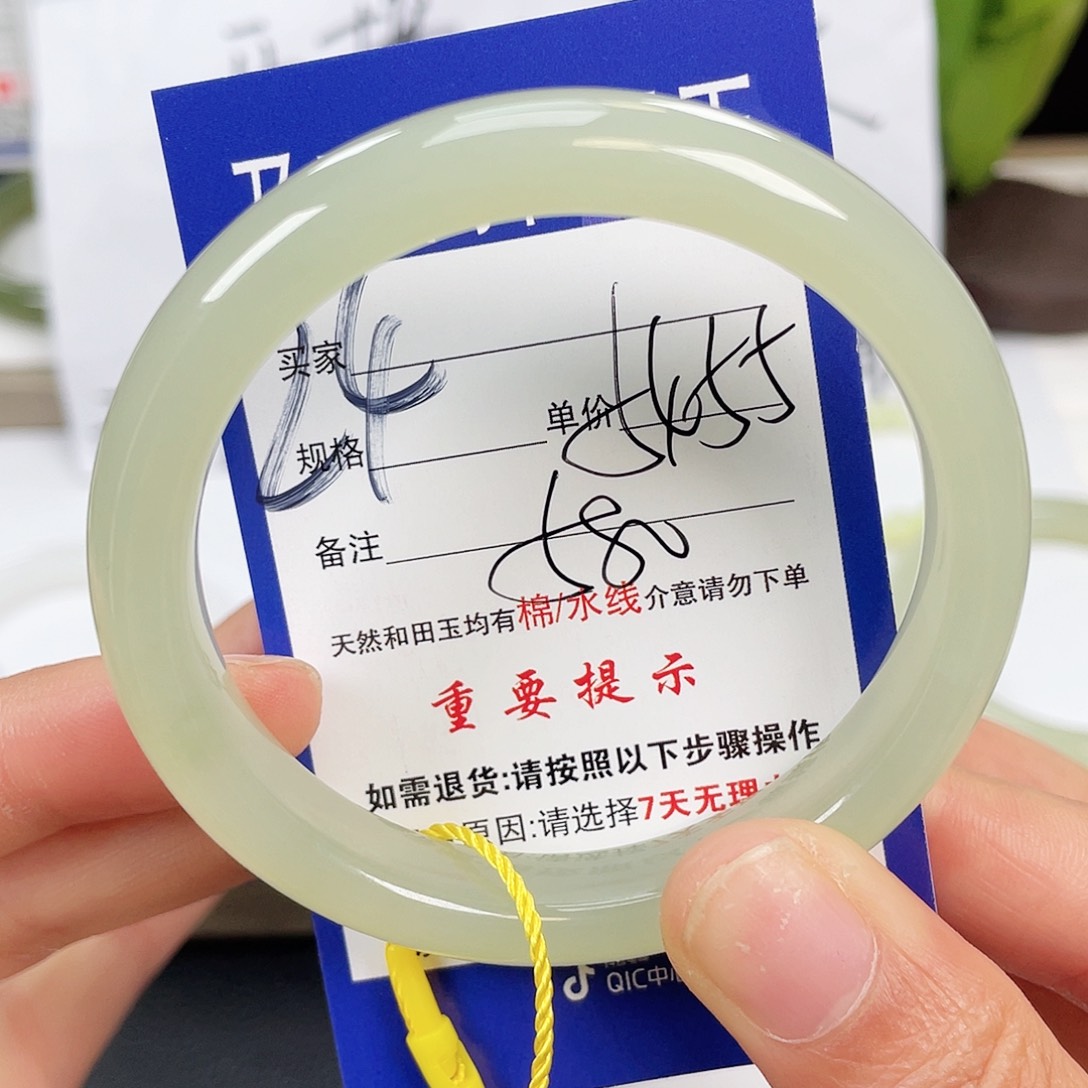 买家
单价
规格
备注 580
天然和田玉均有棉/水线介意请勿下单
重要提示
如需退货:请按照以下步骤操作
原因:请选择7天无理
QIC中心